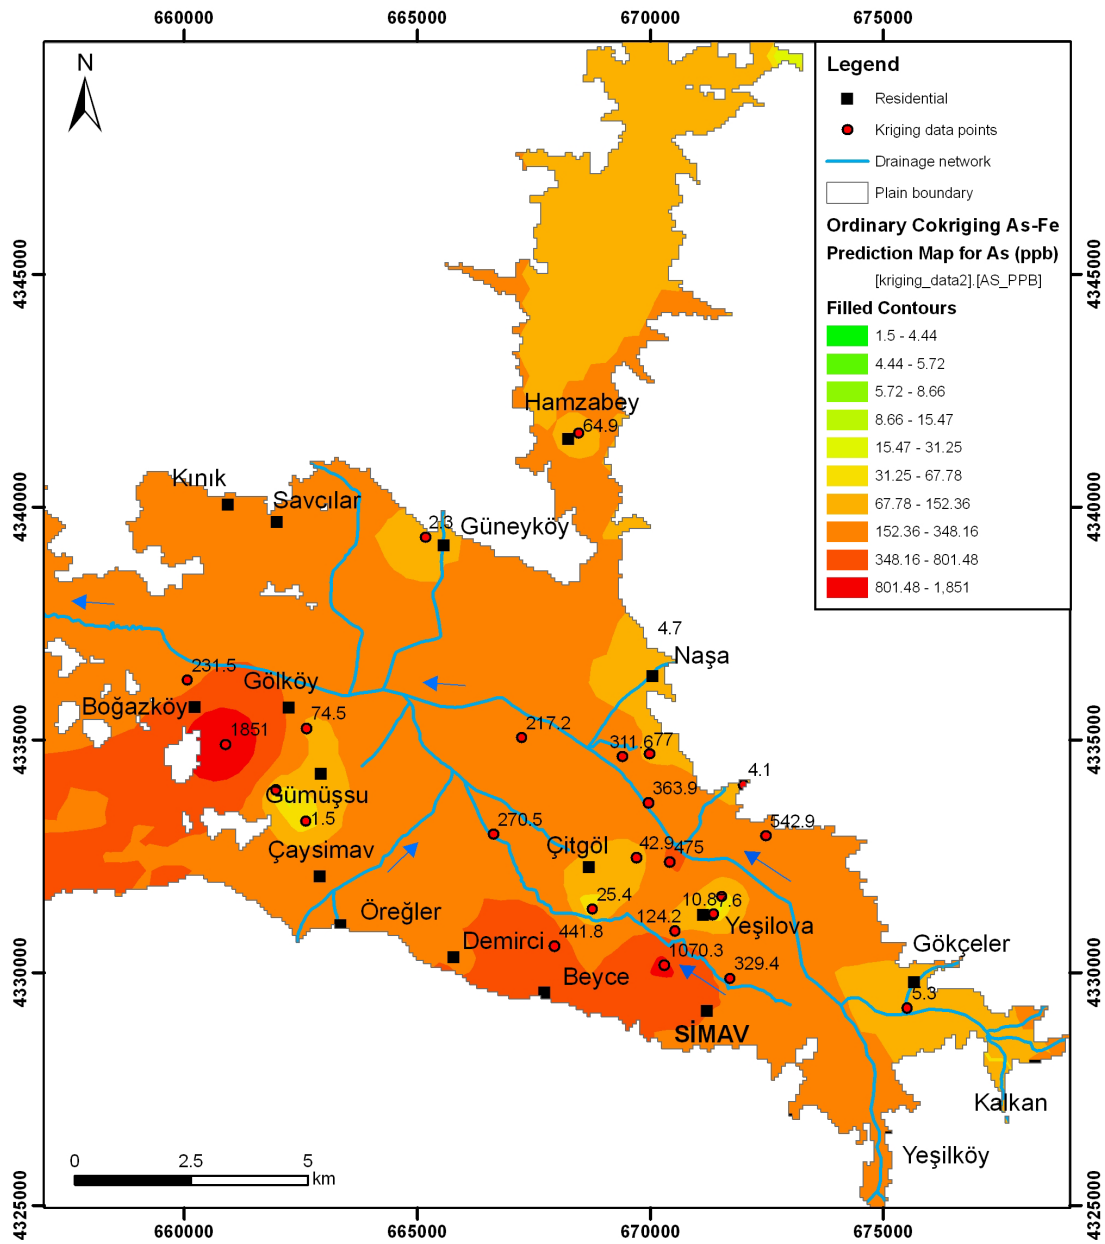 660000
665000
670000
675000
N
Legend
Residential
Kriging data points
Drainage network
Plain boundary
Ordinary Cokriging As-Fe
Prediction Map for As (ppb)
[kriging_data2].[AS_PPB]
Filled Contours
1.5 - 4.44
4.44 - 5.72
5.72 - 8.66
8.66 - 15.47
15.47 - 31.25
31.25 - 67.78
67.78 - 152.36
152.36 - 348.16
348.16 - 801.48
801.48 - 1,851
4345000
4345000
Hamzabey
64.9
Kınık
Savcılar
4340000
4340000
2.3
Güneyköy
4.7
Naşa
231.5
Gölköy
Boğazköy
74.5
1851
217.2
311.6
77
4335000
4335000
4.1
363.9
Gümüşsu
1.5
270.5
542.9
Çaysimav
Çitgöl
42.9
475
25.4
10.8
7.6
Öreğler
124.2
Yeşilova
Demirci
441.8
1070.3
Gökçeler
Beyce
329.4
4330000
4330000
5.3
SİMAV
Kalkan
Yeşilköy
0
2.5
5
km
4325000
4325000
660000
665000
670000
675000